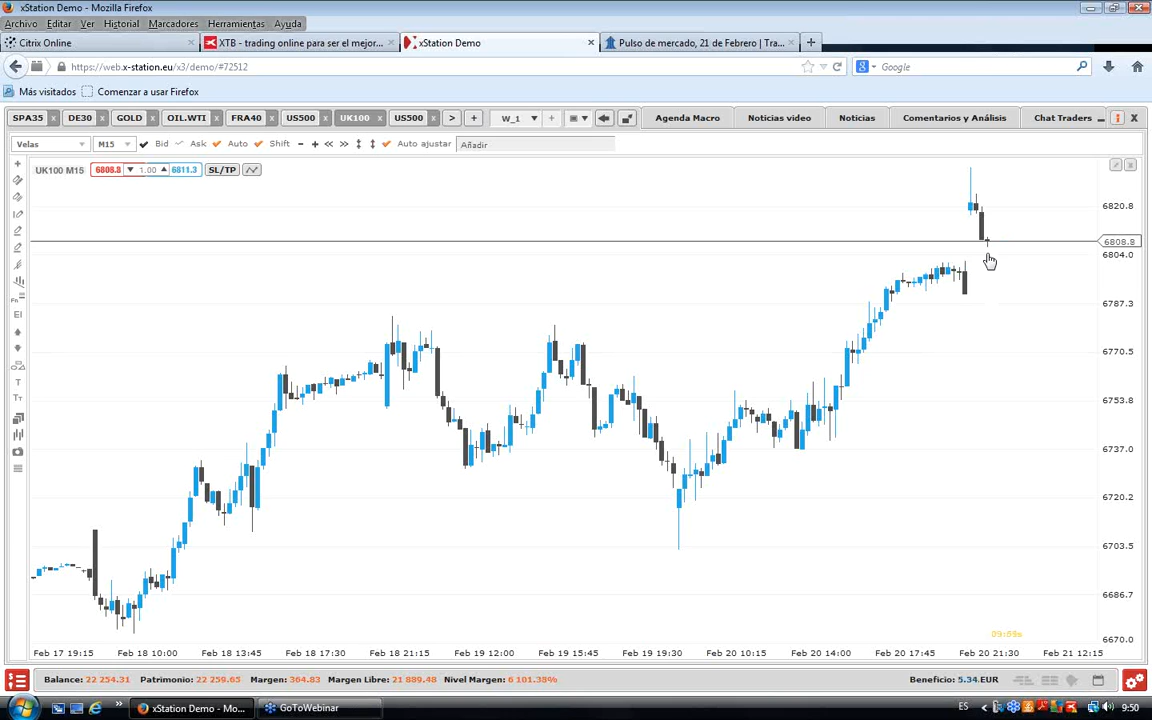 xStation Demo - Mozilla Firefox
Archivo Editar Ver Historial Marcadores Herramientas Ayuda
Citrix Online x XTB - trading online para ser el mejor... x xStation Demo x Pulso de mercado, 21 de Febrero | Tra... x +
https://web.x-station.eu/x3/demo/#72512 Google
Más visitados Comenzar a usar Firefox
SPA35 x DE30 x GOLD x OIL.WTI x FRA40 x US500 x UK100 x US500 x > + W_1 Agenda Macro Noticias video Noticias Comentarios y Análisis Chat Traders
Velas M15 Bid Ask Auto Shift - + << >> Auto ajustar Añadir
UK100 M15 6808.8 1.00 6811.3 SL/TP
6820.8
6808.8
6804.0
6787.3
6770.5
6753.8
6737.0
6720.2
6703.5
6686.7
6670.0
Feb 17 19:15 Feb 18 10:00 Feb 18 13:45 Feb 18 21:15 Feb 19 12:00 Feb 19 15:45 Feb 19 19:30 Feb 20 10:15 Feb 20 14:00 Feb 20 17:45 Feb 20 21:30 Feb 21 12:15
Balance: 22 254.31 Patrimonio: 22 259.65 Margen: 364.83 Margen Libre: 21 889.48 Nivel Margen: 6 101.38% Beneficio: 5.34 EUR
xStation Demo - Mo... GoToWebinar ES 9:50